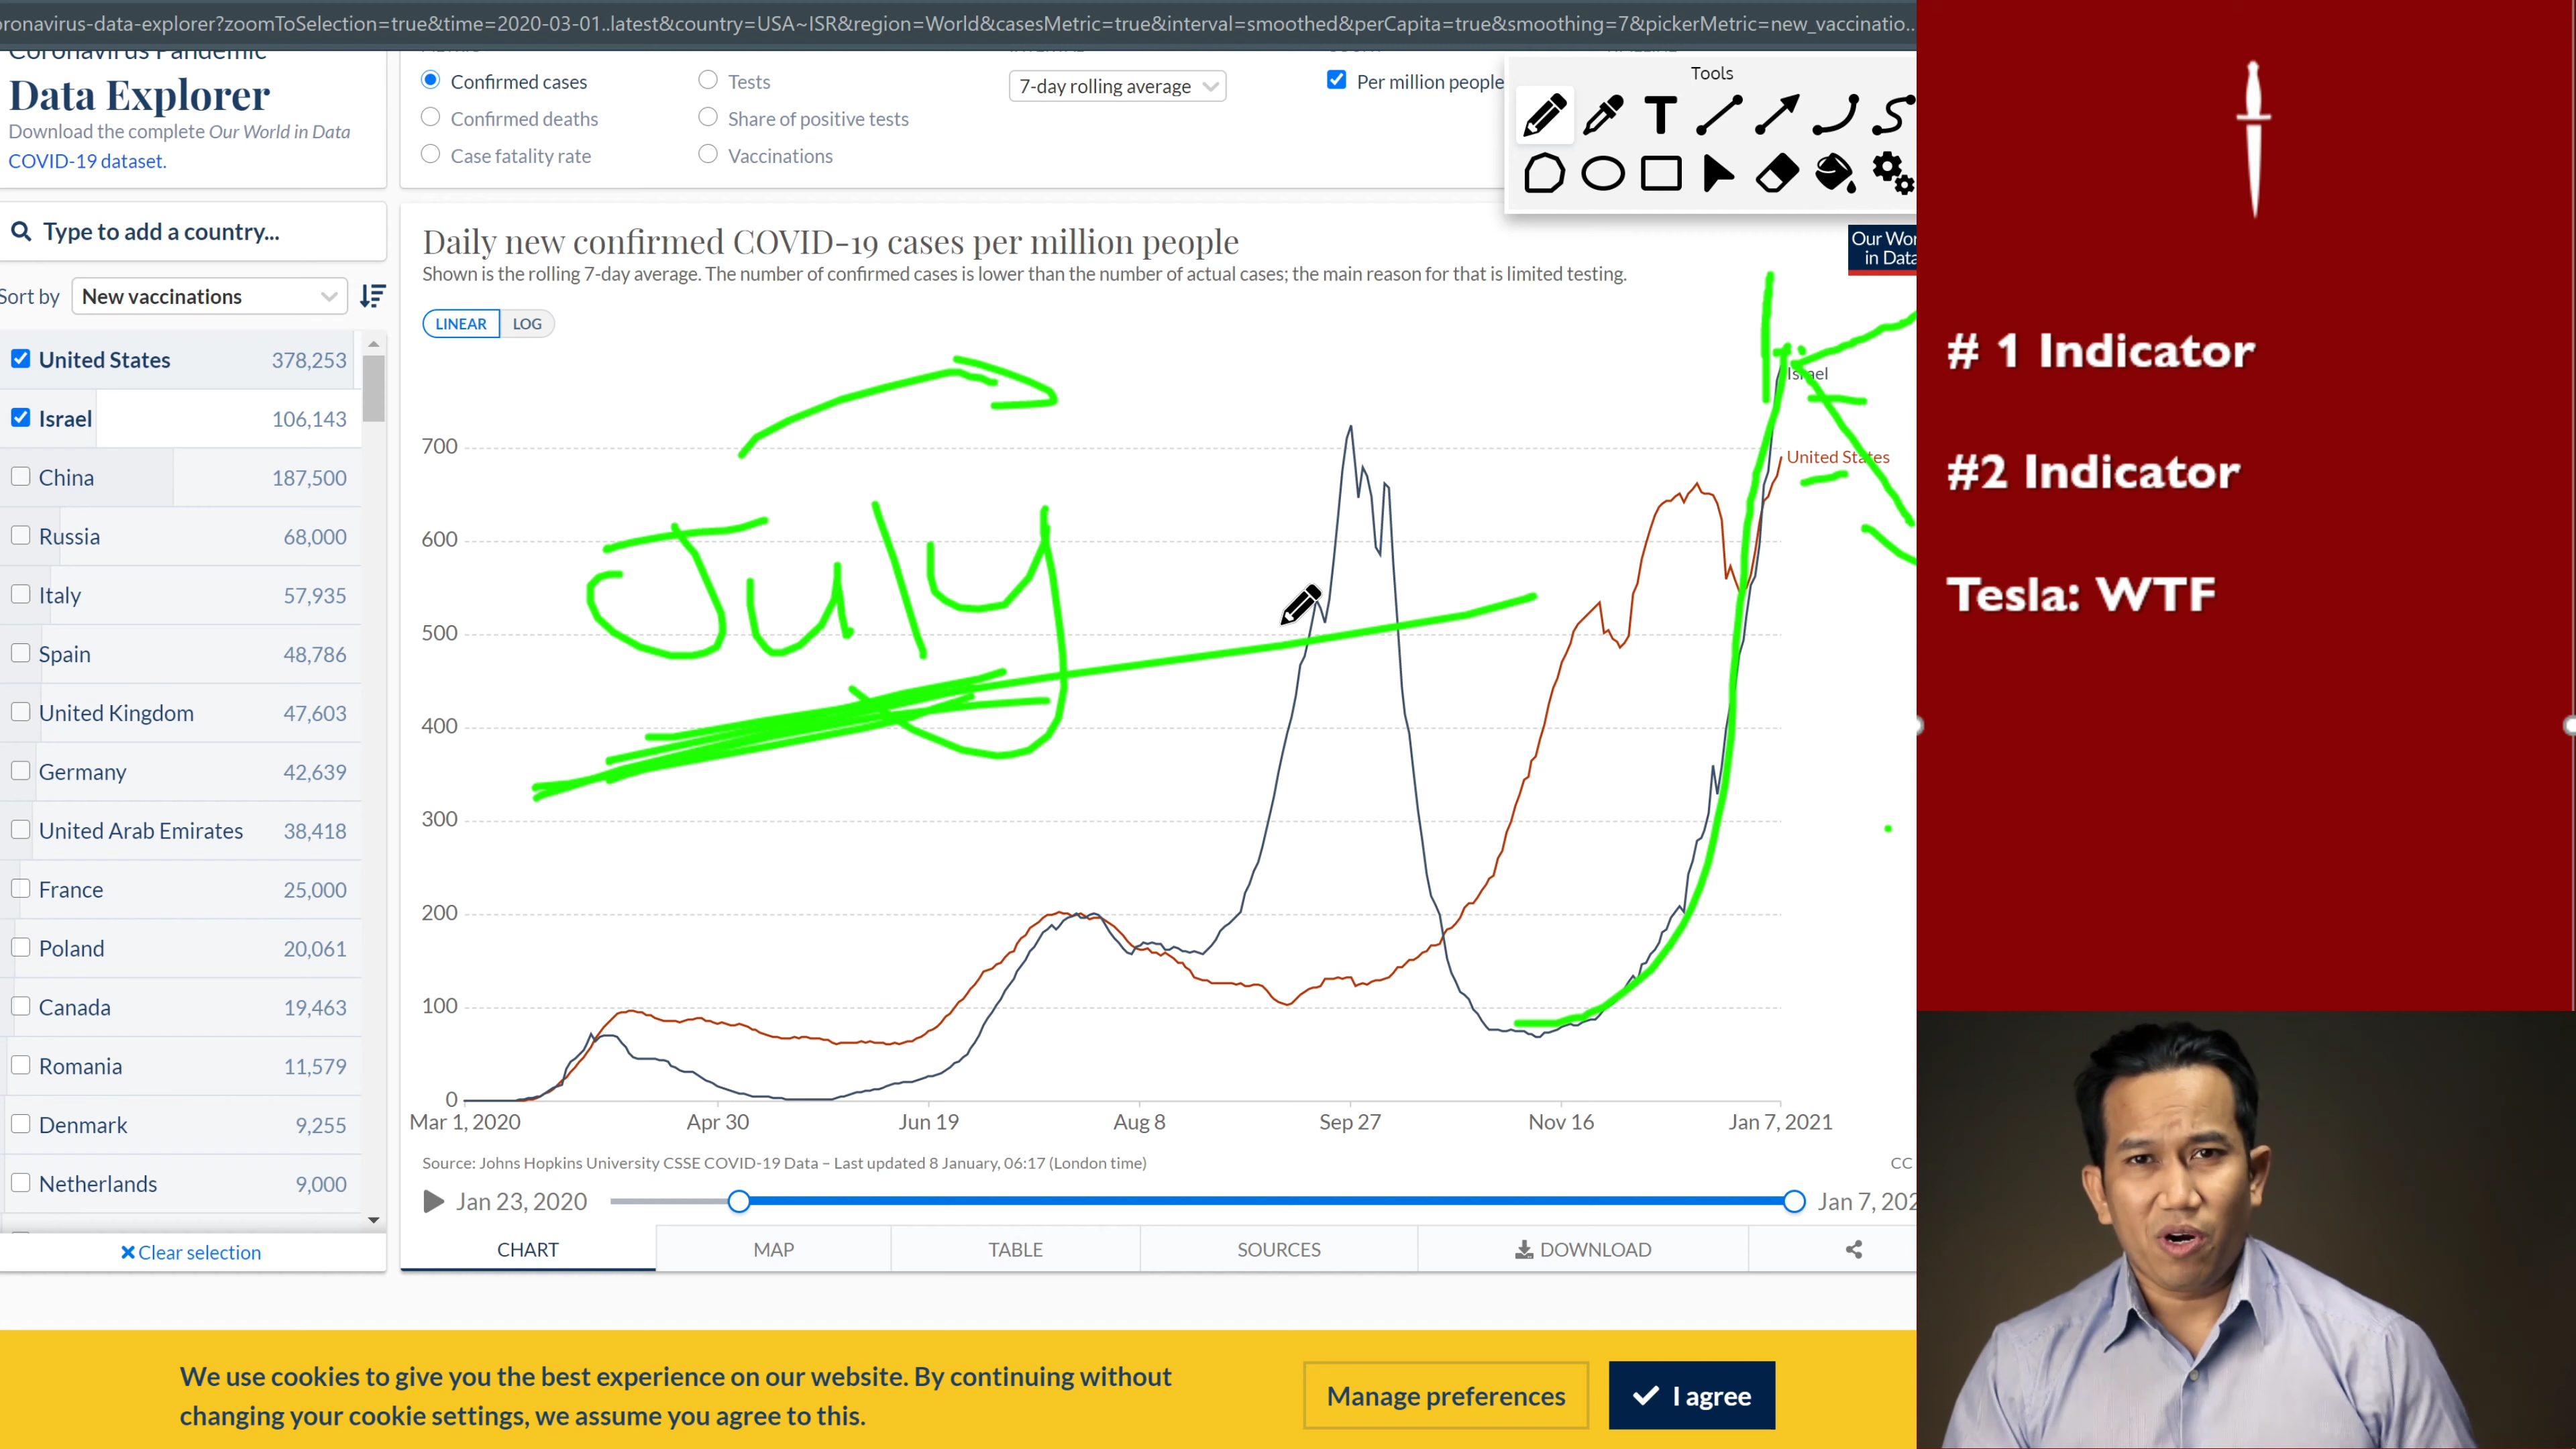 oronavirus-data-explorer?zoomToSelection=true&time=2020-03-01..latest&country=USA~ISR&region=World&casesMetric=true&interval=smoothed&perCapita=true&smoothing=7&pickerMetric=new_vaccinatio...
Coronavirus Pandemic
Data Explorer
Download the complete Our World in Data
COVID-19 dataset.
Confirmed cases
Confirmed deaths
Case fatality rate
Tests
Share of positive tests
Vaccinations
7-day rolling average
Per million people
Tools
T
Type to add a country...
Sort by New vaccinations
United States 378,253
Israel 106,143
China 187,500
Russia 68,000
Italy 57,935
Spain 48,786
United Kingdom 47,603
Germany 42,639
United Arab Emirates 38,418
France 25,000
Poland 20,061
Canada 19,463
Romania 11,579
Denmark 9,255
Netherlands 9,000
Clear selection
Daily new confirmed COVID-19 cases per million people
Shown is the rolling 7-day average. The number of confirmed cases is lower than the number of actual cases; the main reason for that is limited testing.
Our Wor
in Data
LINEAR LOG
July
Israel
United States
700
600
500
400
300
200
100
0
Mar 1, 2020 Apr 30 Jun 19 Aug 8 Sep 27 Nov 16 Jan 7, 2021
Source: Johns Hopkins University CSSE COVID-19 Data – Last updated 8 January, 06:17 (London time)
CC
Jan 23, 2020 Jan 7, 202
CHART MAP TABLE SOURCES DOWNLOAD
We use cookies to give you the best experience on our website. By continuing without
changing your cookie settings, we assume you agree to this.
Manage preferences
I agree
# 1 Indicator
#2 Indicator
Tesla: WTF